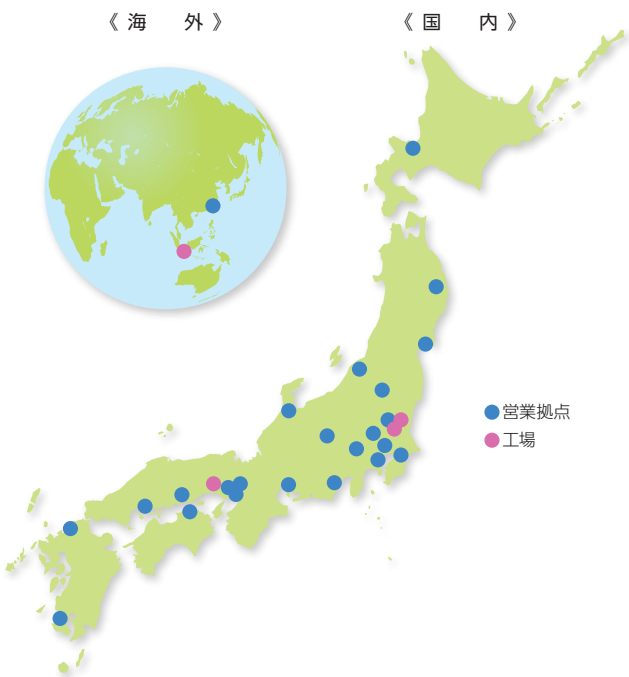 《 海　外 》
《 国　内 》
営業拠点
工場